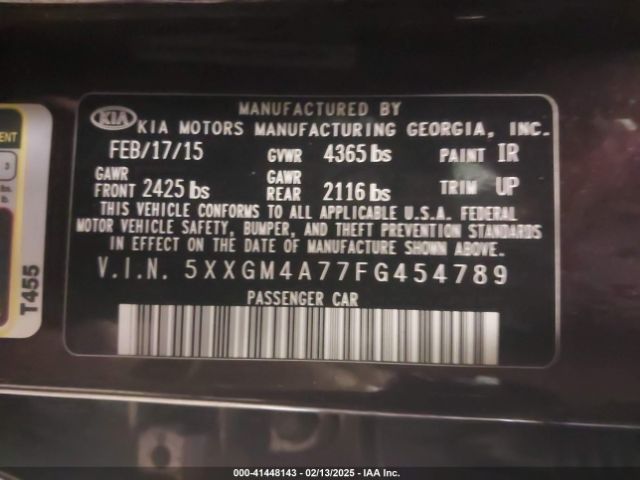 MANUFACTURED BY
KIA KIA MOTORS MANUFACTURING GEORGIA, INC.
FEB/17/15 GVWR 4365 lbs PAINT IR
GAWR FRONT 2425 lbs GAWR REAR 2116 lbs TRIM UP
THIS VEHICLE CONFORMS TO ALL APPLICABLE U.S.A. FEDERAL
MOTOR VEHICLE SAFETY, BUMPER, AND THEFT PREVENTION STANDARDS
IN EFFECT ON THE DATE OF MANUFACTURE SHOWN ABOVE.
V.I.N. 5XXGM4A77FG454789
PASSENGER CAR
T455
000-41448143 - 02/13/2025 - IAA Inc.